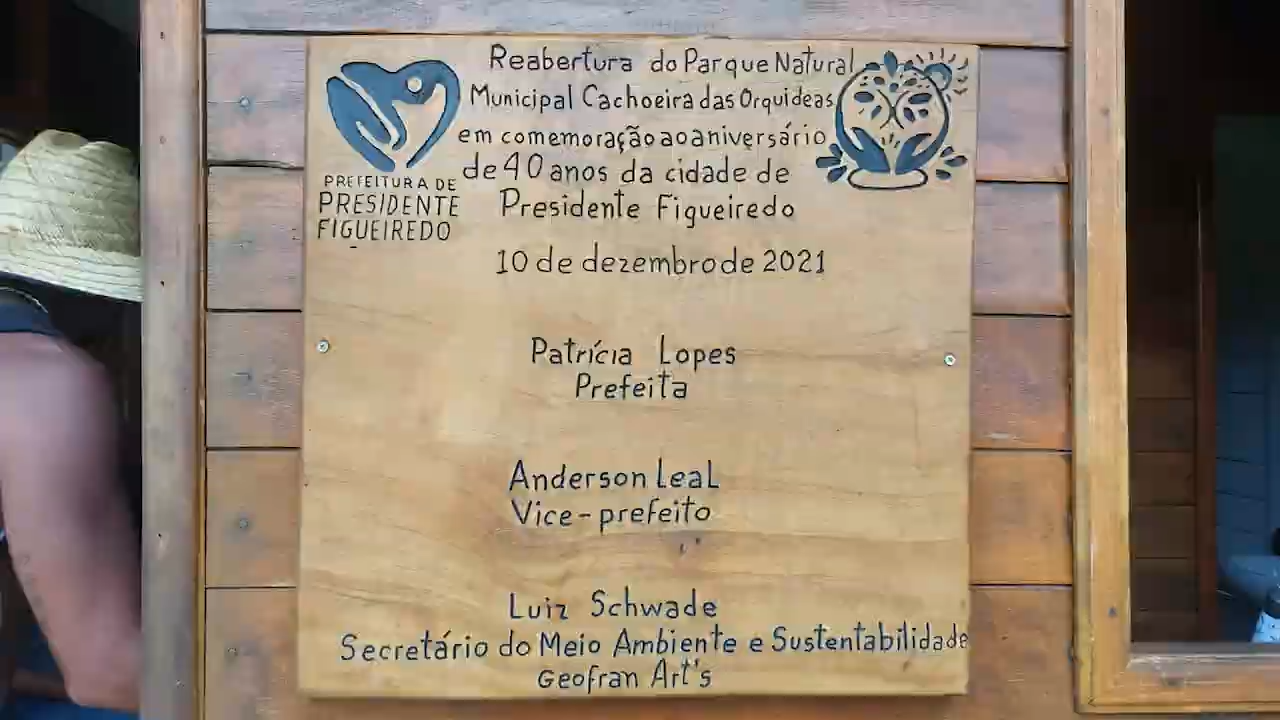 Reabertura do Parque Natural
Municipal Cachoeira das Orquideas
em comemoração ao aniversário
de 40 anos da cidade de
Presidente Figueiredo
PREFEITURA DE
PRESIDENTE
FIGUEIREDO
10 de dezembro de 2021
Patrícia Lopes
Prefeita
Anderson Leal
Vice-prefeito
Luiz Schwade
Secretário do Meio Ambiente e Sustentabilidade
Geofran Art's